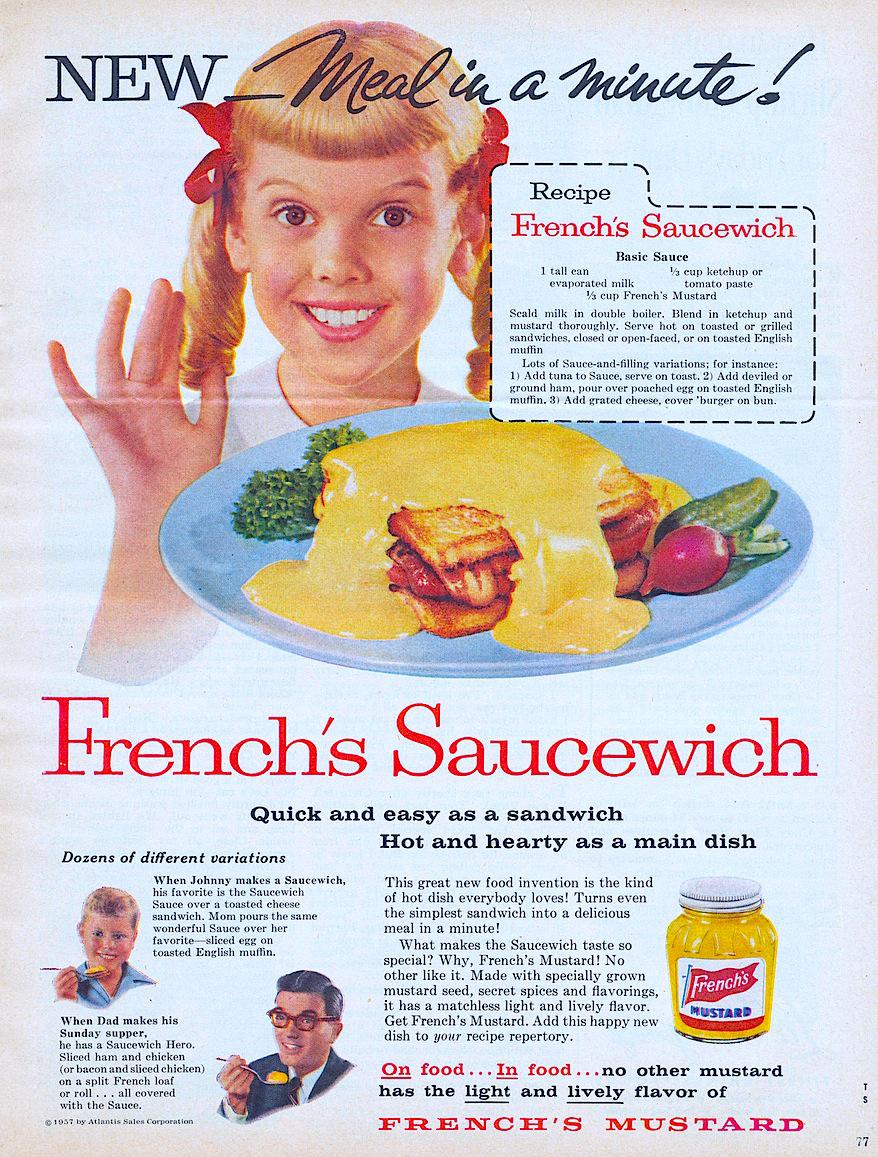 NEW – Meal in a minute!
Recipe
French's Saucewich
Basic Sauce
1 tall can
evaporated milk
⅓ cup ketchup or
tomato paste
⅓ cup French's Mustard
Scald milk in double boiler. Blend in ketchup and
mustard thoroughly. Serve hot on toasted or grilled
sandwiches, closed or open-faced, or on toasted English
muffin
Lots of Sauce-and-filling variations; for instance:
1) Add tuna to Sauce, serve on toast. 2) Add deviled or
ground ham, pour over poached egg on toasted English
muffin. 3) Add grated cheese, cover 'burger on bun.
French's Saucewich
Quick and easy as a sandwich
Hot and hearty as a main dish
Dozens of different variations
When Johnny makes a Saucewich,
his favorite is the Saucewich
Sauce over a toasted cheese
sandwich. Mom pours the same
wonderful Sauce over her
favorite—sliced egg on
toasted English muffin.
When Dad makes his
Sunday supper,
he has a Saucewich Hero.
Sliced ham and chicken
(or bacon and sliced chicken)
on a split French loaf
or roll . . . all covered
with the Sauce.
© 1957 by Atlantis Sales Corporation
This great new food invention is the kind
of hot dish everybody loves! Turns even
the simplest sandwich into a delicious
meal in a minute!
What makes the Saucewich taste so
special? Why, French's Mustard! No
other like it. Made with specially grown
mustard seed, secret spices and flavorings,
it has a matchless light and lively flavor.
Get French's Mustard. Add this happy new
dish to your recipe repertory.
French's
MUSTARD
On food...In food...no other mustard
has the light and lively flavor of
FRENCH'S MUSTARD
T
S
77